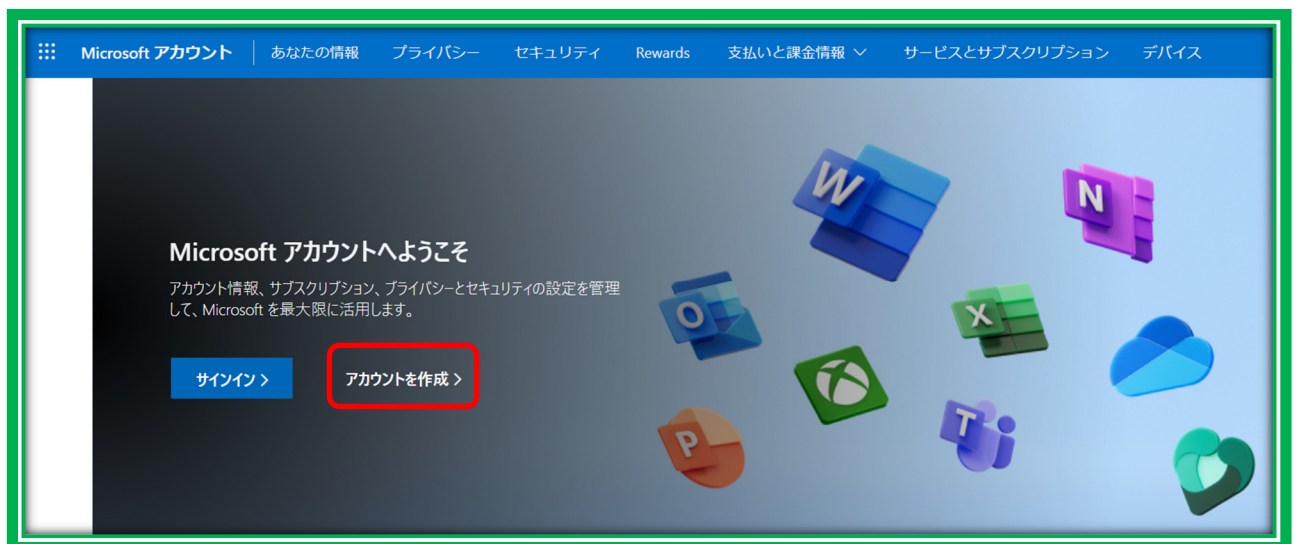 Microsoft アカウント あなたの情報 プライバシー セキュリティ Rewards 支払いと課金情報 サービスとサブスクリプション デバイス
Microsoft アカウントへようこそ
アカウント情報、サブスクリプション、プライバシーとセキュリティの設定を管理
して、Microsoft を最大限に活用します。
サインイン > アカウントを作成 >
W
N
O
X
P
T